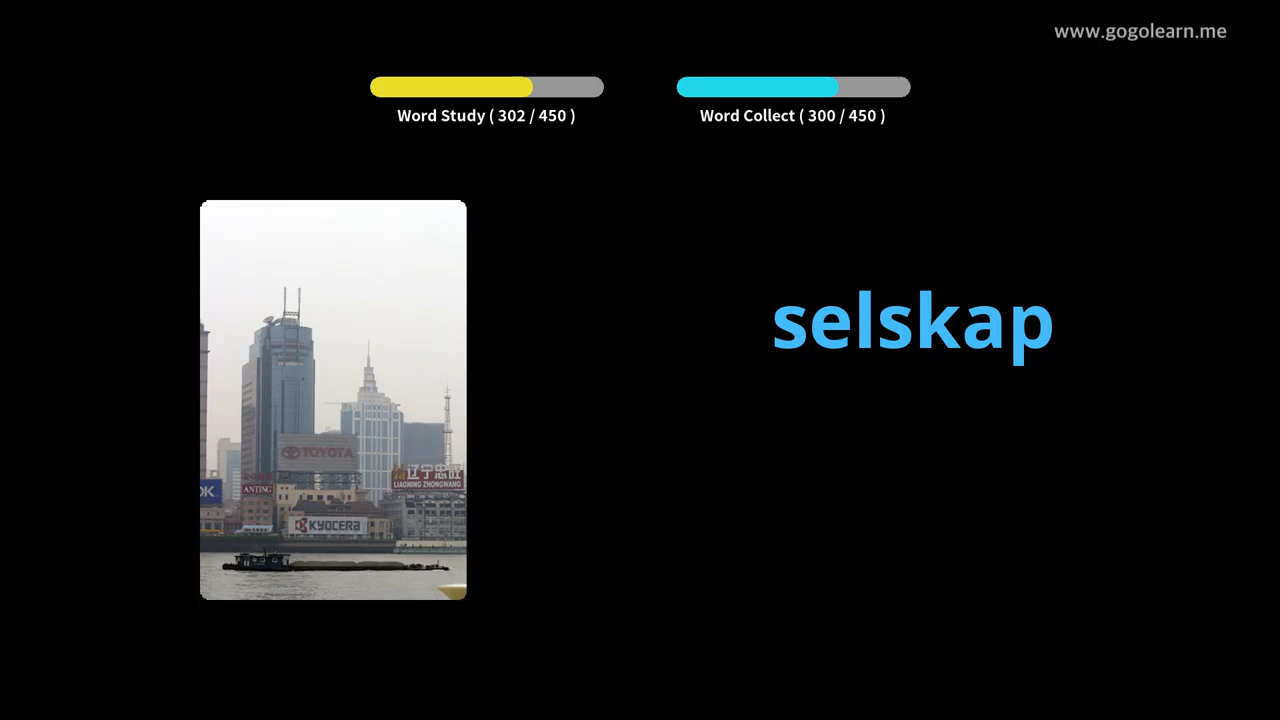 www.gogolearn.me
Word Study ( 302 / 450 )
Word Collect ( 300 / 450 )
selskap
TOYOTA
辽宁忠旺
LIAONING ZHONGWANG
OK
ANTING
KYOCERA